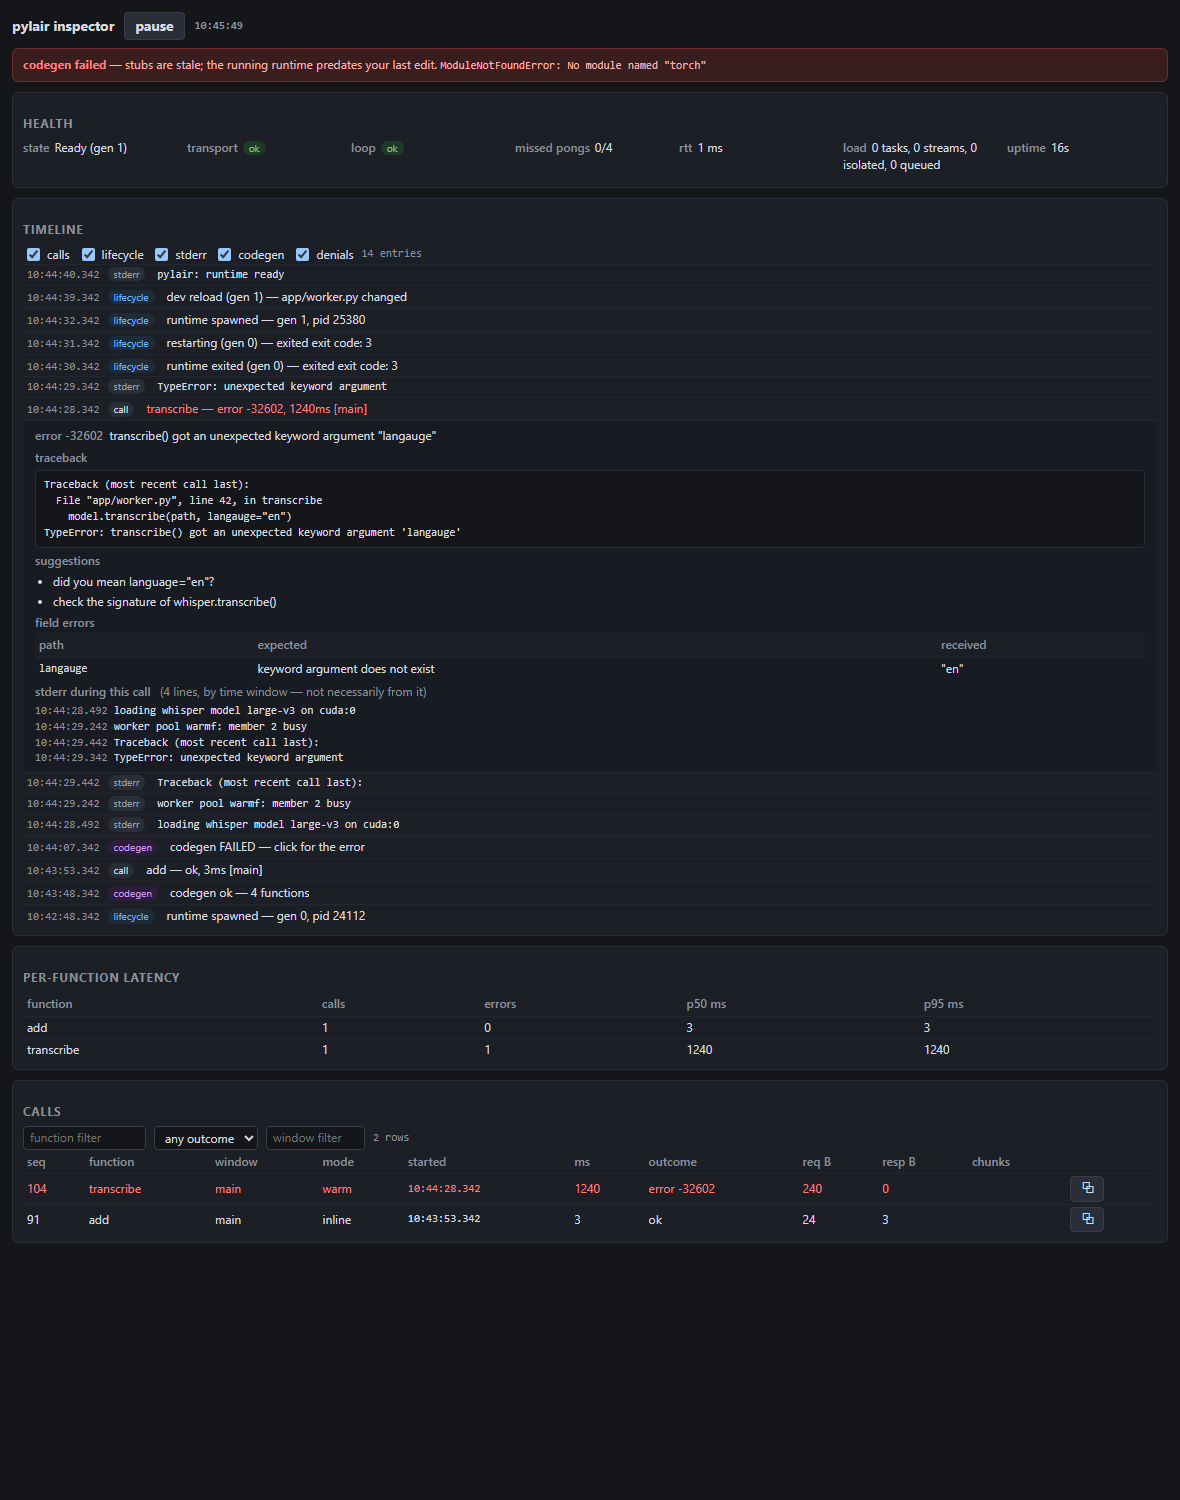 pylair inspector pause 10:45:49
codegen failed — stubs are stale; the running runtime predates your last edit. ModuleNotFoundError: No module named "torch"
HEALTH
state Ready (gen 1) transport ok loop ok missed pongs 0/4 rtt 1 ms load 0 tasks, 0 streams, 0 uptime 16s
isolated, 0 queued
TIMELINE
calls lifecycle stderr codegen denials 14 entries
10:44:40.342 stderr pylair: runtime ready
10:44:39.342 lifecycle dev reload (gen 1) — app/worker.py changed
10:44:32.342 lifecycle runtime spawned — gen 1, pid 25380
10:44:31.342 lifecycle restarting (gen 0) — exited exit code: 3
10:44:30.342 lifecycle runtime exited (gen 0) — exited exit code: 3
10:44:29.342 stderr TypeError: unexpected keyword argument
10:44:28.342 call transcribe — error -32602, 1240ms [main]
error -32602 transcribe() got an unexpected keyword argument "langauge"
traceback
Traceback (most recent call last):
File "app/worker.py", line 42, in transcribe
model.transcribe(path, langauge="en")
TypeError: transcribe() got an unexpected keyword argument 'langauge'
suggestions
• did you mean language="en"?
• check the signature of whisper.transcribe()
field errors
path expected received
langauge keyword argument does not exist "en"
stderr during this call (4 lines, by time window — not necessarily from it)
10:44:28.492 loading whisper model large-v3 on cuda:0
10:44:29.242 worker pool warmf: member 2 busy
10:44:29.442 Traceback (most recent call last):
10:44:29.342 TypeError: unexpected keyword argument
10:44:29.442 stderr Traceback (most recent call last):
10:44:29.242 stderr worker pool warmf: member 2 busy
10:44:28.492 stderr loading whisper model large-v3 on cuda:0
10:44:07.342 codegen codegen FAILED — click for the error
10:43:53.342 call add — ok, 3ms [main]
10:43:48.342 codegen codegen ok — 4 functions
10:42:48.342 lifecycle runtime spawned — gen 0, pid 24112
PER-FUNCTION LATENCY
function calls errors p50 ms p95 ms
add 1 0 3 3
transcribe 1 1 1240 1240
CALLS
function filter any outcome window filter 2 rows
seq function window mode started ms outcome req B resp B chunks
104 transcribe main warm 10:44:28.342 1240 error -32602 240 0
91 add main inline 10:43:53.342 3 ok 24 3